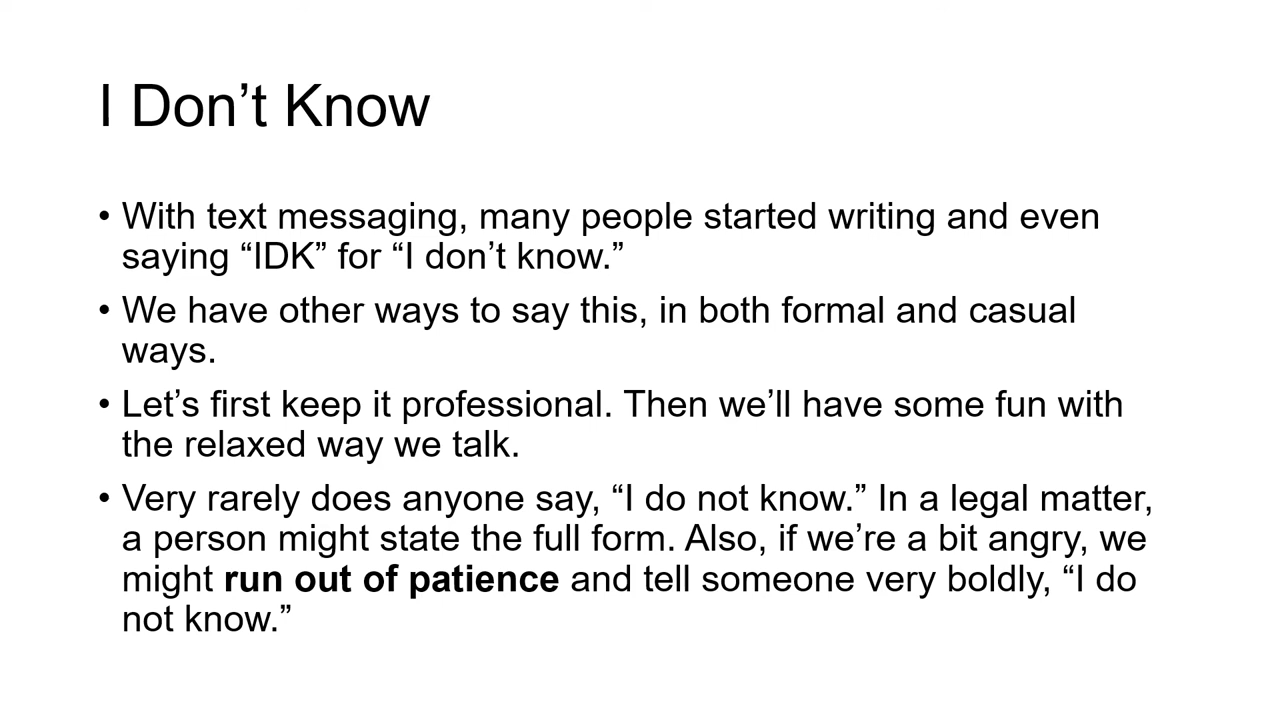 I Don’t Know
• With text messaging, many people started writing and even
saying “IDK” for “I don’t know.”
• We have other ways to say this, in both formal and casual
ways.
• Let’s first keep it professional. Then we’ll have some fun with
the relaxed way we talk.
• Very rarely does anyone say, “I do not know.” In a legal matter,
a person might state the full form. Also, if we’re a bit angry, we
might run out of patience and tell someone very boldly, “I do
not know.”